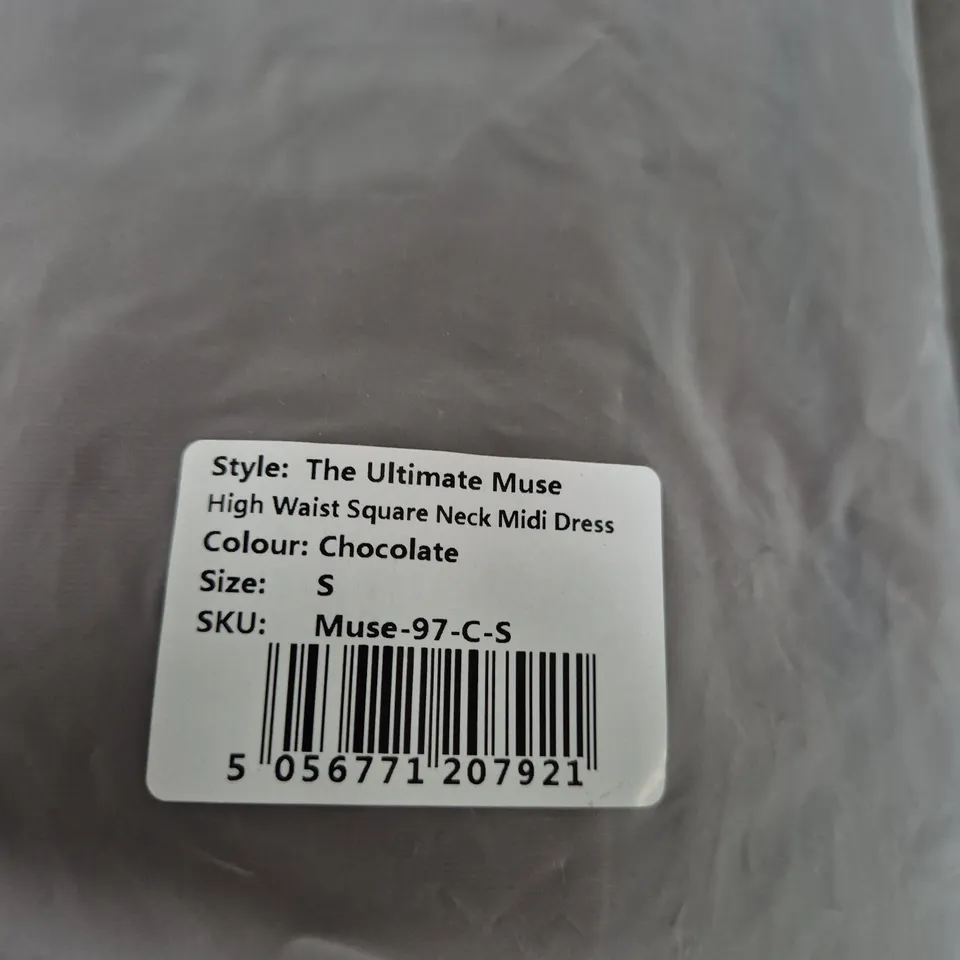 Style: The Ultimate Muse
High Waist Square Neck Midi Dress
Colour: Chocolate
Size: S
SKU: Muse-97-C-S
5 056771 207921